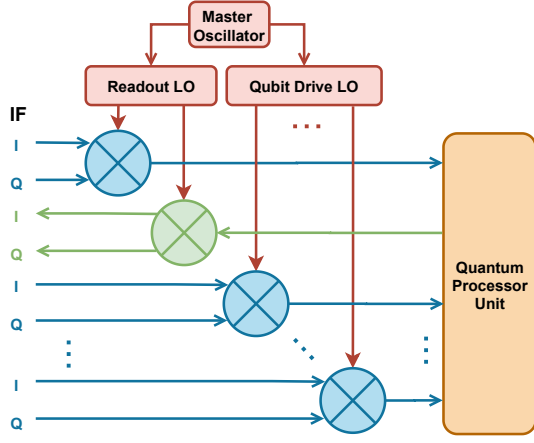 Master
Oscillator
Readout LO
Qubit Drive LO
IF
I
Q
I
Q
I
Q
I
Q
Quantum
Processor
Unit